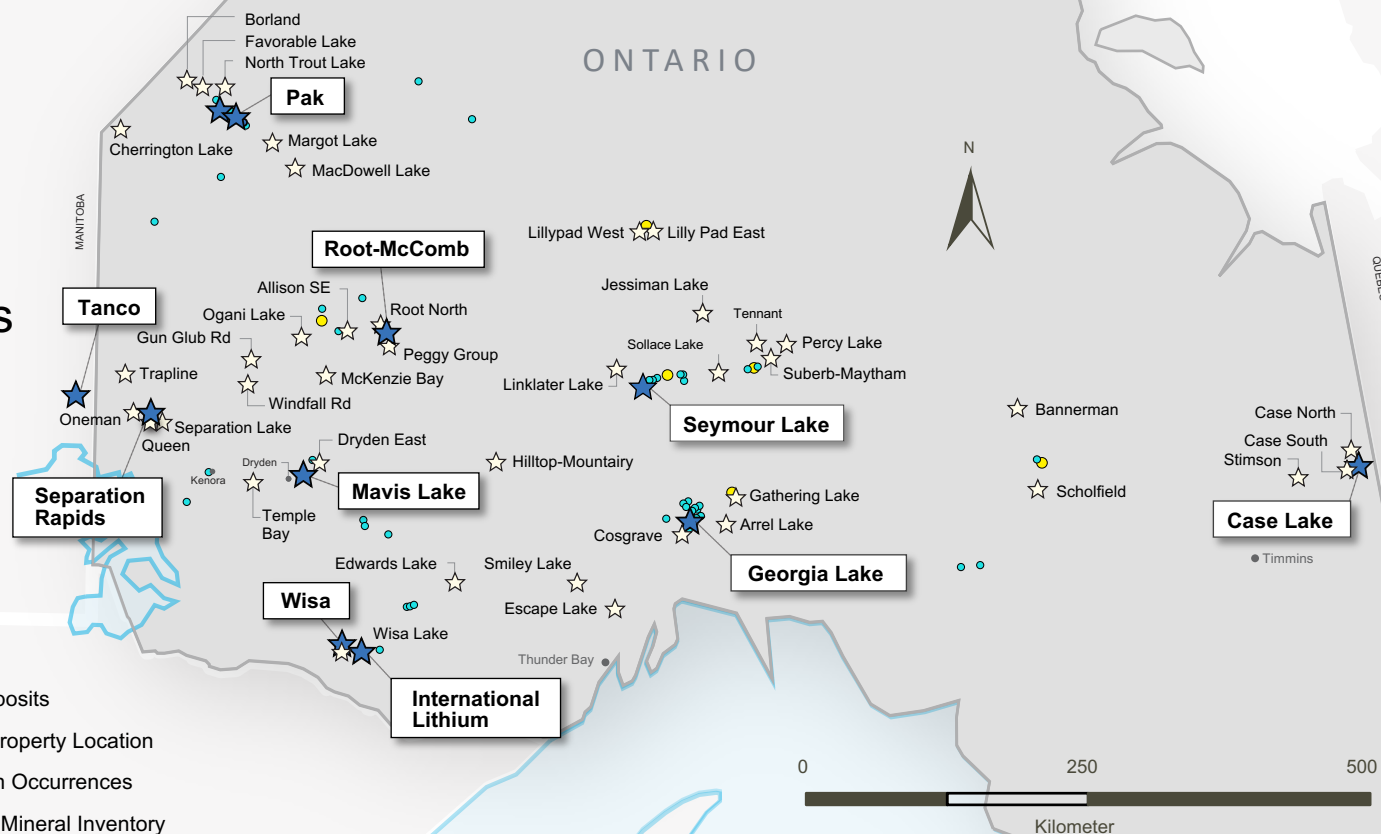 Borland
Favorable Lake
North Trout Lake
ONTARIO
Pak
Cherrington Lake
Margot Lake
MacDowell Lake
N
MANITOBA
Lillypad West
Lilly Pad East
Root-McComb
QUEBEC
Allison SE
Jessiman Lake
Tanco
Ogani Lake
Root North
Tennant
S
Gun Glub Rd
Sollace Lake
Percy Lake
Peggy Group
Trapline
McKenzie Bay
Linklater Lake
Suberb-Maytham
Windfall Rd
Bannerman
Case North
Oneman
Separation Lake
Seymour Lake
Queen
Dryden East
Case South
Dryden
Hilltop-Mountairy
Stimson
Kenora
Separation
Rapids
Mavis Lake
Gathering Lake
Scholfield
Temple
Bay
Cosgrave
Arrel Lake
Case Lake
Timmins
Edwards Lake
Smiley Lake
Georgia Lake
Wisa
Escape Lake
Wisa Lake
Thunder Bay
International
Lithium
posits
roperty Location
n Occurrences
Mineral Inventory
0 250 500
Kilometer